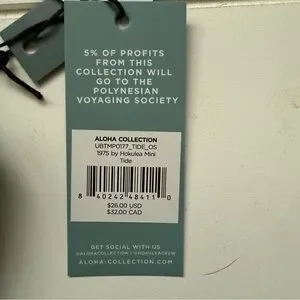 5% OF PROFITS
FROM THIS
COLLECTION WILL
GO TO THE
POLYNESIAN
VOYAGING SOCIETY
ALOHA COLLECTION
UBTMP0177_TIDE_OS
1975 by Hokulea Mini
Tide
8 40242 48411 0
$26.00 USD
$32.00 CAD
GET SOCIAL WITH US
@ALOHACOLLECTION / @HOKULEACREW
ALOHA-COLLECTION.COM